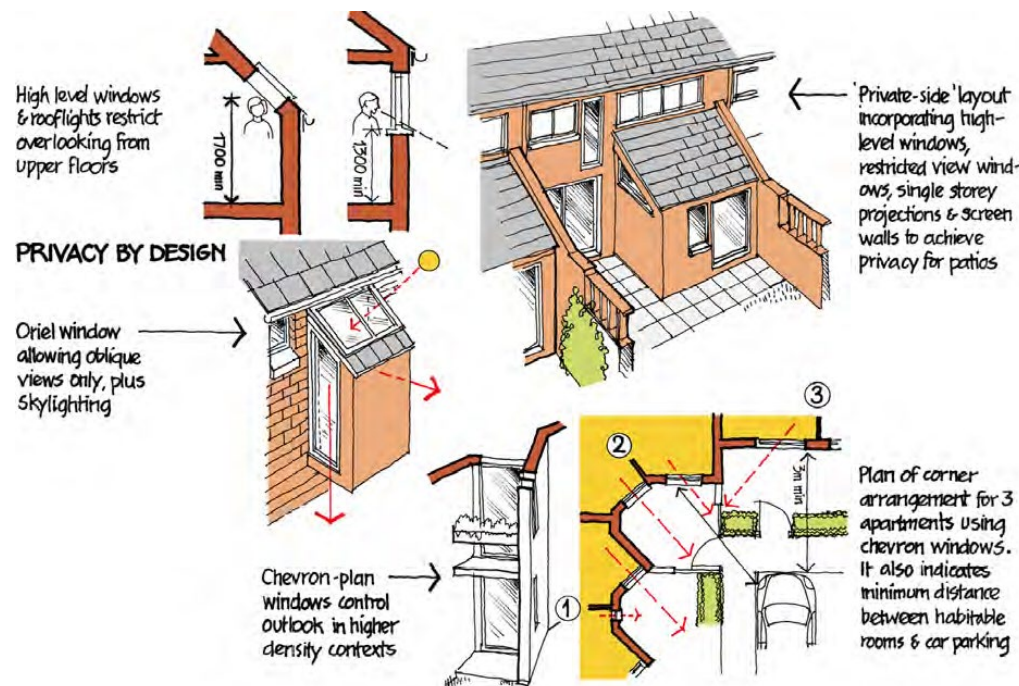 High level windows
& rooflights restrict
overlooking from
upper floors
1700 min
1300 min
'Private-side' layout
incorporating high-
level windows,
restricted view wind-
ows, single storey
projections & screen
walls to achieve
privacy for patios
PRIVACY BY DESIGN
Oriel window
allowing oblique
views only, plus
skylighting
Chevron-plan
windows control
outlook in higher
density contexts
1
2
3
3m min
Plan of corner
arrangement for 3
apartments using
chevron windows.
It also indicates
minimum distance
between habitable
rooms & car parking